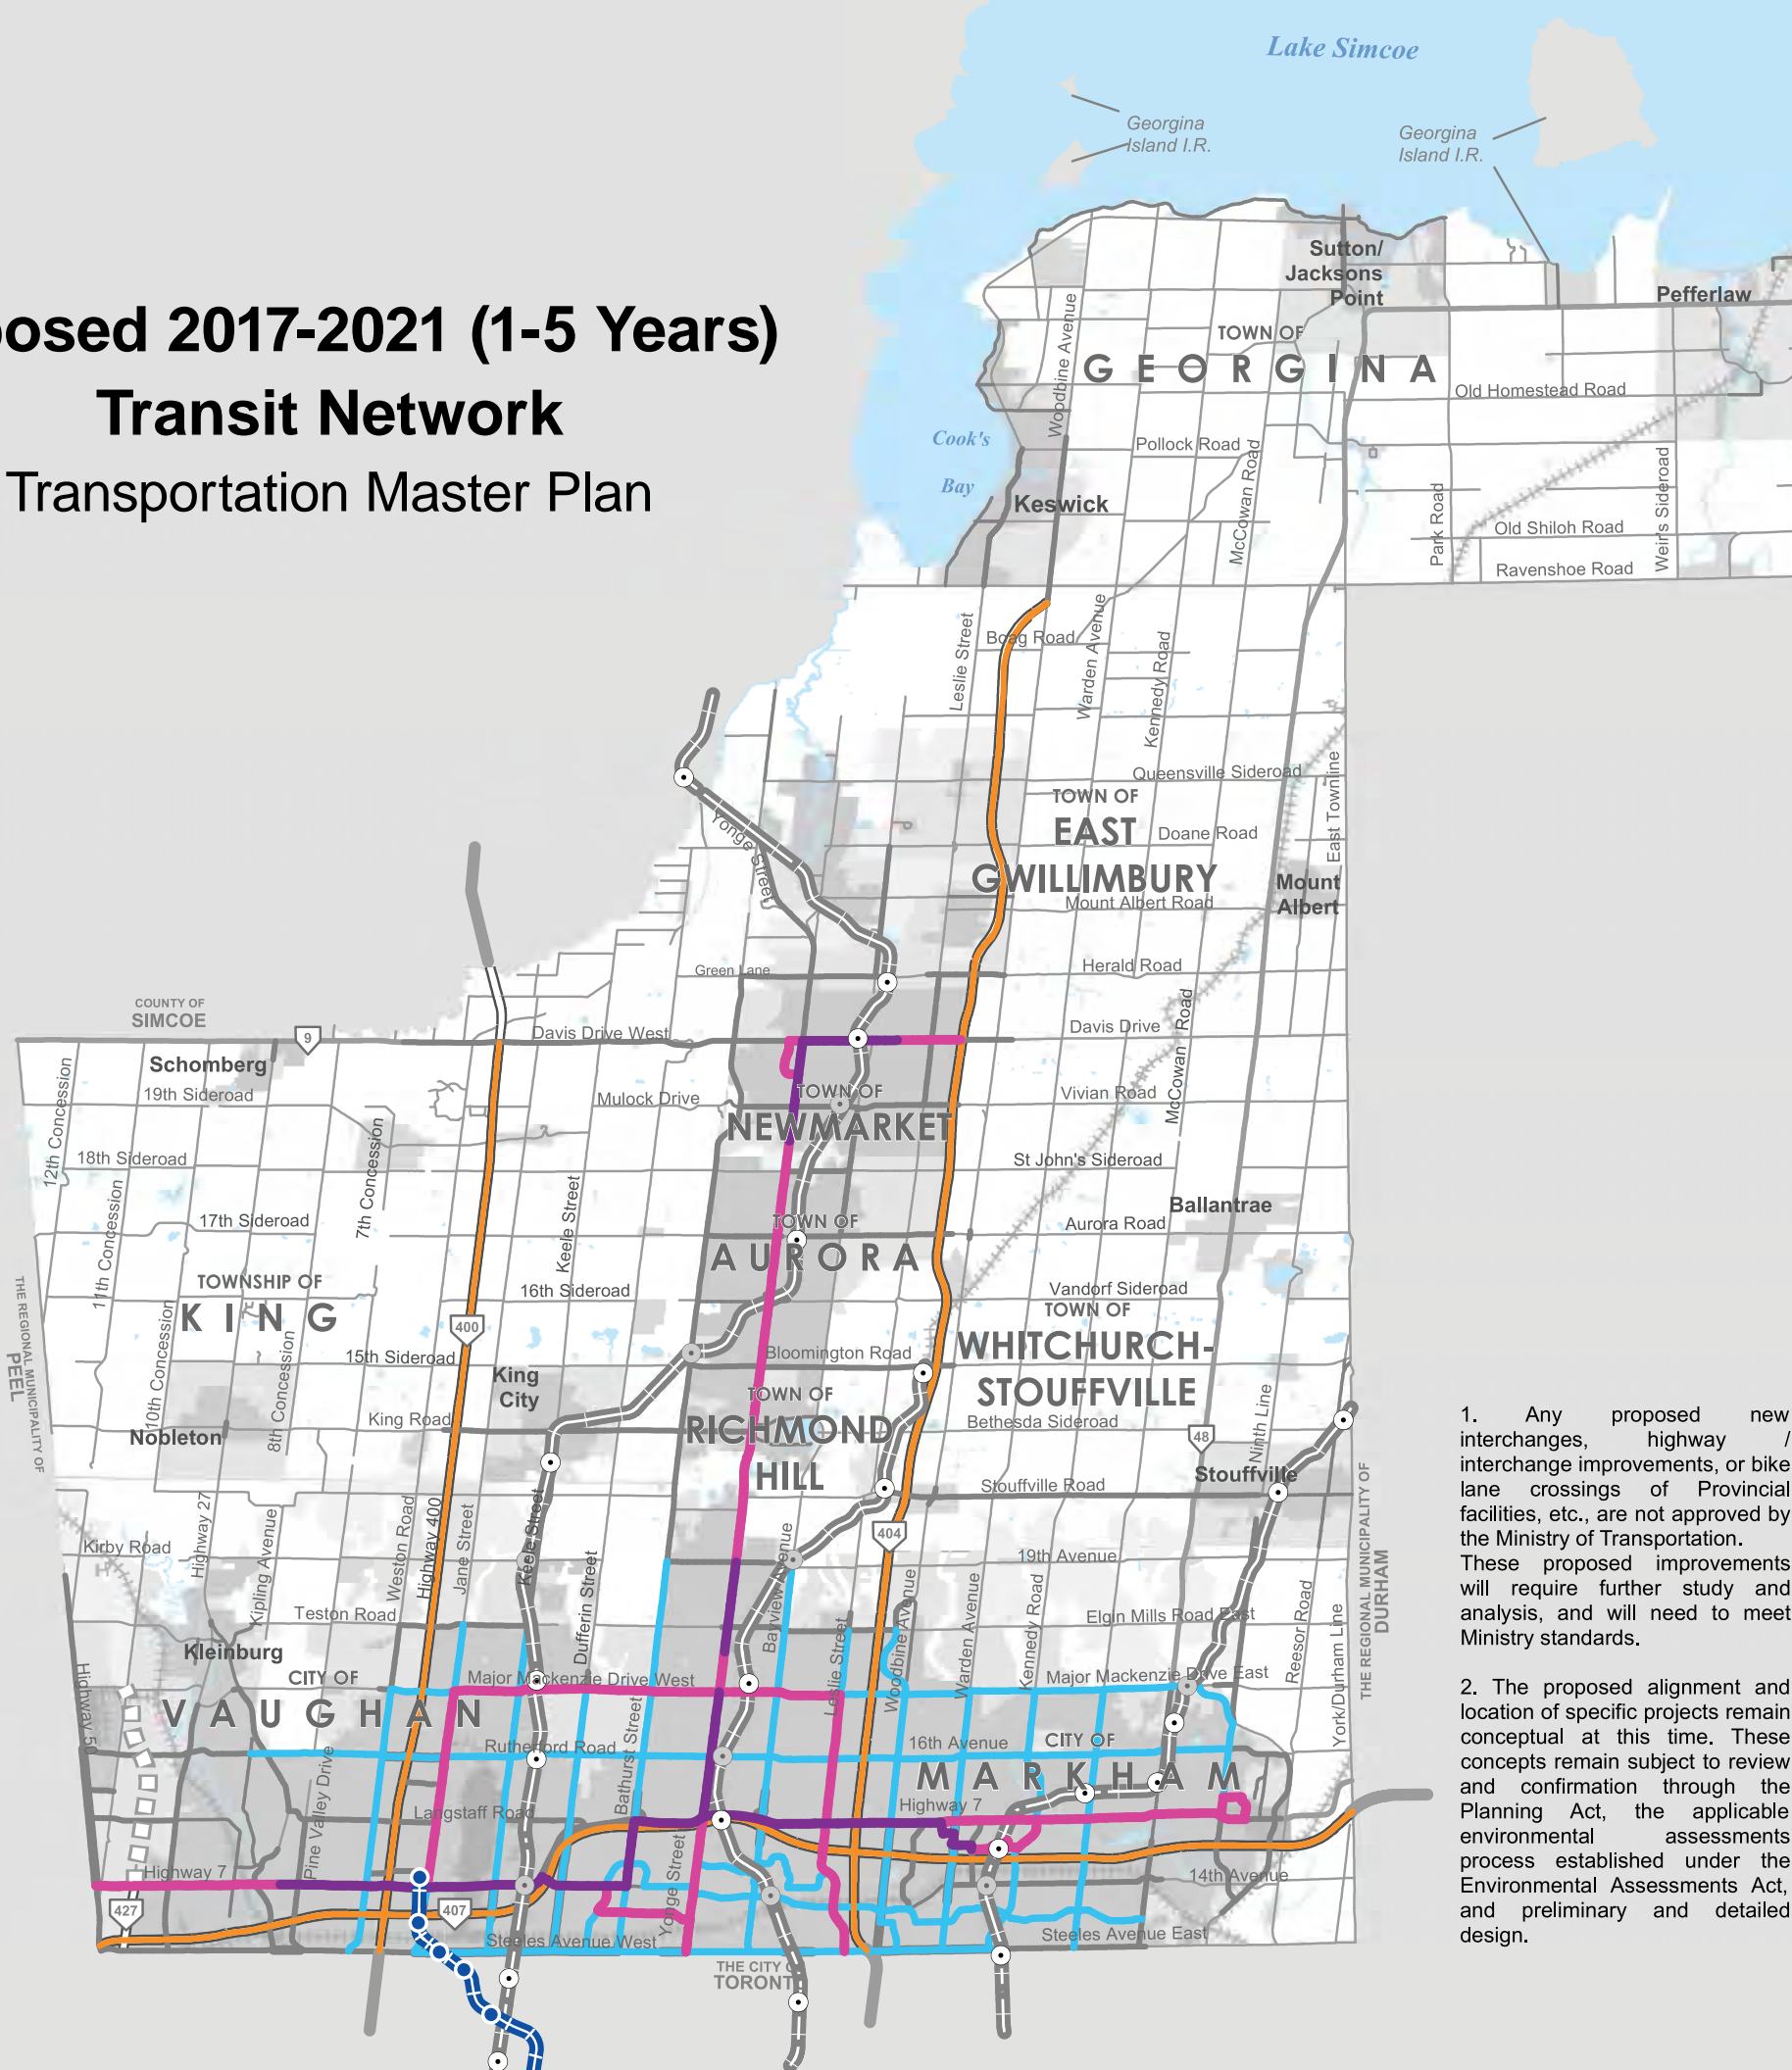 Lake Simcoe
Georgina
Island I.R.
Georgina
Island I.R.
Sutton/
Jacksons
Point
Pefferlaw
posed 2017-2021 (1-5 Years)
Transit Network
Transportation Master Plan
TOWN OF
GEORGINA
Woodbine Avenue
Old Homestead Road
Cook's
Bay
Pollock Road
McCowan Road
Keswick
Park Road
Weirs Sideroad
Old Shiloh Road
Ravenshoe Road
Leslie Street
Boag Road
Warden Avenue
Kennedy Road
Queensville Sideroad
East Townline
TOWN OF
EAST
GWILLIMBURY
Doane Road
Yonge Street
Mount
Albert
Mount Albert Road
Green Lane
Herald Road
COUNTY OF
SIMCOE
9
Davis Drive West
Davis Drive
McCowan Road
Schomberg
12th Concession
19th Sideroad
Mulock Drive
TOWN OF
NEWMARKET
Vivian Road
18th Sideroad
7th Concession
St John's Sideroad
11th Concession
17th Sideroad
Keele Street
TOWN OF
AURORA
Aurora Road
Ballantrae
TOWNSHIP OF
KING
16th Sideroad
Vandorf Sideroad
THE REGIONAL MUNICIPALITY OF
PEEL
10th Concession
8th Concession
400
15th Sideroad
King
City
Bloomington Road
TOWN OF
WHITCHURCH-
STOUFFVILLE
TOWN OF
RICHMOND
HILL
Nobleton
King Road
Bethesda Sideroad
48
Ninth Line
Stouffville
Stouffville Road
Kirby Road
Highway 27
Kipling Avenue
Weston Road
Highway 400
Jane Street
Keele Street
Dufferin Street
Bayview Avenue
404
19th Avenue
THE REGIONAL MUNICIPALITY OF
DURHAM
Teston Road
Leslie Street
Woodbine Avenue
Warden Avenue
Kennedy Road
Elgin Mills Road East
Reesor Road
York/Durham Line
Kleinburg
Highway 50
CITY OF
VAUGHAN
Major Mackenzie Drive West
Major Mackenzie Drive East
Bathurst Street
Rutherford Road
16th Avenue
CITY OF
MARKHAM
Pine Valley Drive
Langstaff Road
Highway 7
Highway 7
Yonge Street
14th Avenue
427
407
Steeles Avenue West
Steeles Avenue East
THE CITY O
TORONT
1. Any proposed new
interchanges, highway /
interchange improvements, or bike
lane crossings of Provincial
facilities, etc., are not approved by
the Ministry of Transportation.
These proposed improvements
will require further study and
analysis, and will need to meet
Ministry standards.
2. The proposed alignment and
location of specific projects remain
conceptual at this time. These
concepts remain subject to review
and confirmation through the
Planning Act, the applicable
environmental assessments
process established under the
Environmental Assessments Act,
and preliminary and detailed
design.